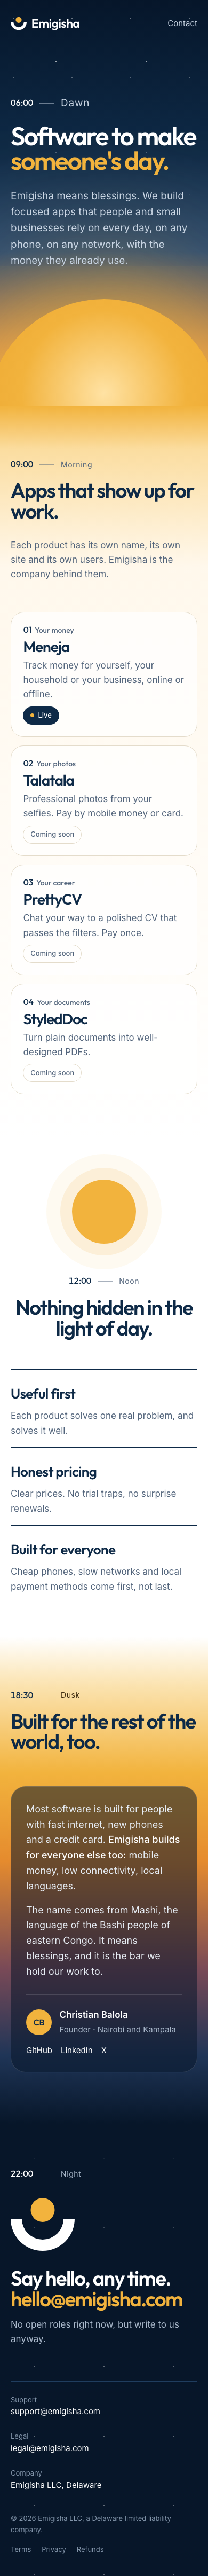 Emigisha
Contact
06:00 Dawn
Software to make
someone's day.
Emigisha means blessings. We build
focused apps that people and small
businesses rely on every day, on any
phone, on any network, with the
money they already use.
09:00 Morning
Apps that show up for
work.
Each product has its own name, its own
site and its own users. Emigisha is the
company behind them.
01 Your money
Meneja
Track money for yourself, your
household or your business, online or
offline.
Live
02 Your photos
Talatala
Professional photos from your
selfies. Pay by mobile money or card.
Coming soon
03 Your career
PrettyCV
Chat your way to a polished CV that
passes the filters. Pay once.
Coming soon
04 Your documents
StyledDoc
Turn plain documents into well-
designed PDFs.
Coming soon
12:00 Noon
Nothing hidden in the
light of day.
Useful first
Each product solves one real problem, and
solves it well.
Honest pricing
Clear prices. No trial traps, no surprise
renewals.
Built for everyone
Cheap phones, slow networks and local
payment methods come first, not last.
18:30 Dusk
Built for the rest of the
world, too.
Most software is built for people
with fast internet, new phones
and a credit card. Emigisha builds
for everyone else too: mobile
money, low connectivity, local
languages.
The name comes from Mashi, the
language of the Bashi people of
eastern Congo. It means
blessings, and it is the bar we
hold our work to.
CB
Christian Balola
Founder · Nairobi and Kampala
GitHub LinkedIn X
22:00 Night
Say hello, any time.
hello@emigisha.com
No open roles right now, but write to us
anyway.
Support
support@emigisha.com
Legal
legal@emigisha.com
Company
Emigisha LLC, Delaware
© 2026 Emigisha LLC, a Delaware limited liability
company.
Terms Privacy Refunds